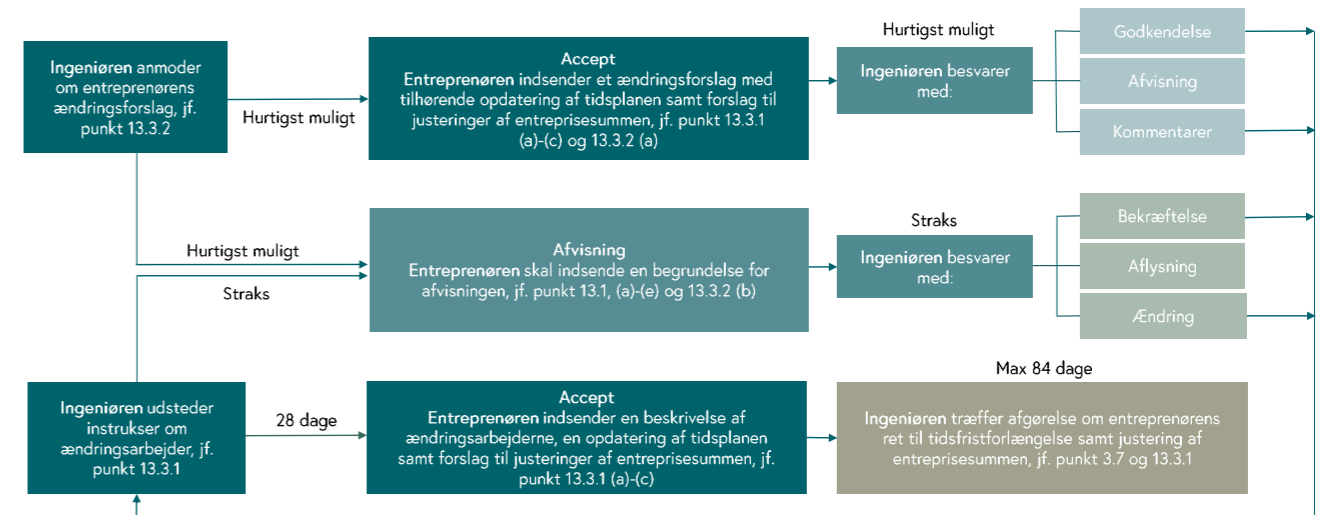 Ingeniøren anmoder
om entreprenørens
ændringsforslag, jf.
punkt 13.3.2
Hurtigst muligt
Accept
Entreprenøren indsender et ændringsforslag med
tilhørende opdatering af tidsplanen samt forslag til
justeringer af entreprisesummen, jf. punkt 13.3.1
(a)-(c) og 13.3.2 (a)
Hurtigst muligt
Ingeniøren besvarer
med:
Godkendelse
Afvisning
Kommentarer
Hurtigst muligt
Straks
Afvisning
Entreprenøren skal indsende en begrundelse for
afvisningen, jf. punkt 13.1, (a)-(e) og 13.3.2 (b)
Straks
Ingeniøren besvarer
med:
Bekræftelse
Aflysning
Ændring
Ingeniøren udsteder
instrukser om
ændringsarbejder, jf.
punkt 13.3.1
28 dage
Accept
Entreprenøren indsender en beskrivelse af
ændringsarbejderne, en opdatering af tidsplanen
samt forslag til justeringer af entreprisesummen, jf.
punkt 13.3.1 (a)-(c)
Max 84 dage
Ingeniøren træffer afgørelse om entreprenørens
ret til tidsfristforlængelse samt justering af
entreprisesummen, jf. punkt 3.7 og 13.3.1